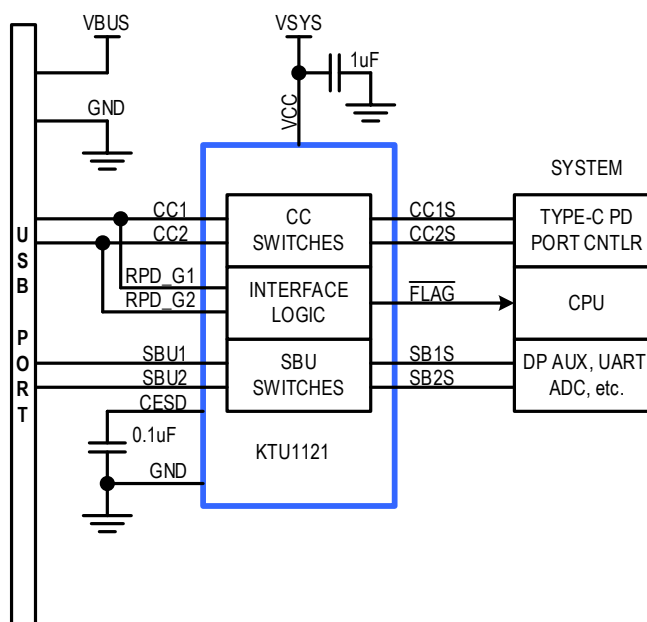 VBUS
VSYS
1uF
GND
VCC
SYSTEM
USB PORT
CC1
CC2
CC
SWITCHES
CC1S
CC2S
TYPE-C PD
PORT CNTLR
RPD_G1
RPD_G2
INTERFACE
LOGIC
FLAG
CPU
SBU1
SBU2
SBU
SWITCHES
SB1S
SB2S
DP AUX, UART
ADC, etc.
CESD
0.1uF
KTU1121
GND